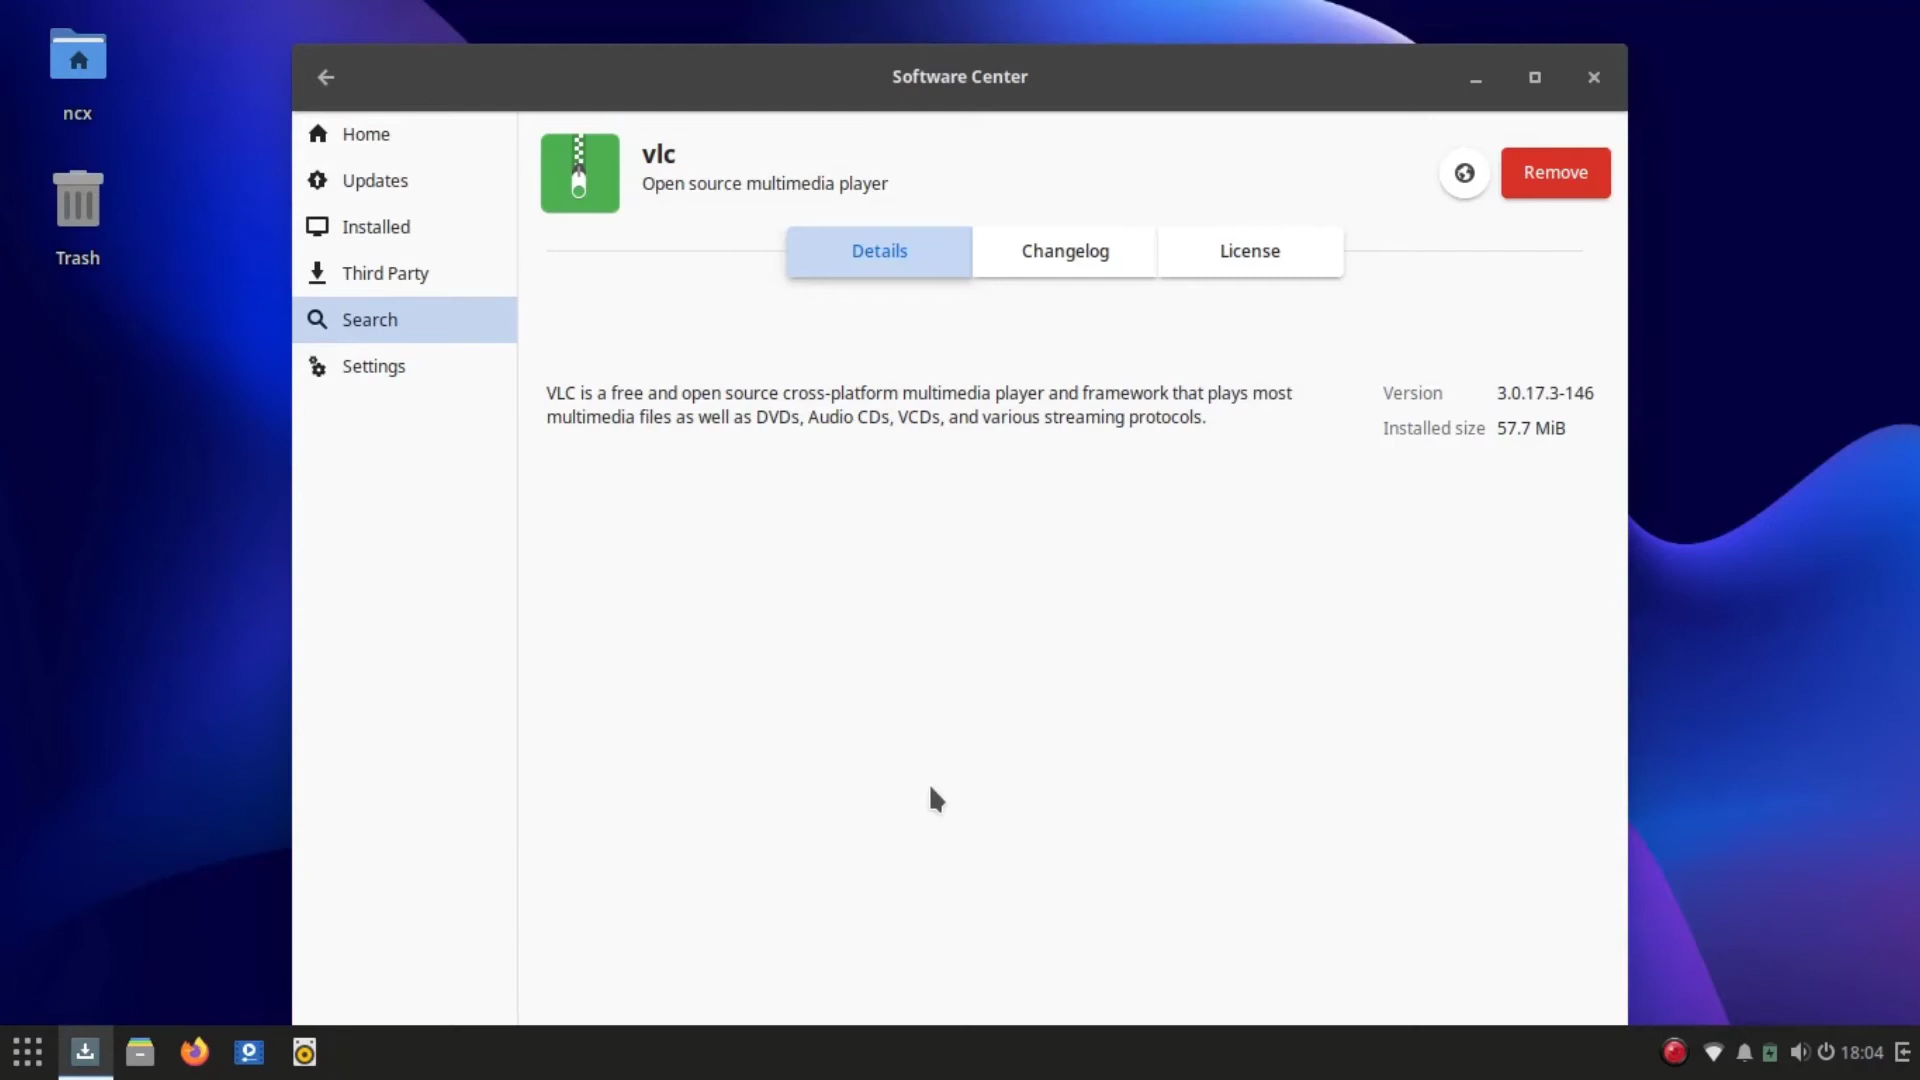 ncx
Trash
Software Center
Home
Updates
Installed
Third Party
Search
Settings
vlc
Open source multimedia player
Remove
Details
Changelog
License
VLC is a free and open source cross-platform multimedia player and framework that plays most
multimedia files as well as DVDs, Audio CDs, VCDs, and various streaming protocols.
Version 3.0.17.3-146
Installed size 57.7 MiB
18:04